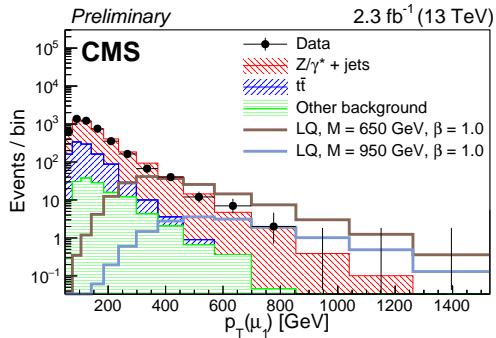 Preliminary 2.3 fb⁻¹ (13 TeV)
CMS
Data
Z/γ* + jets
tt̄
Other background
LQ, M = 650 GeV, β = 1.0
LQ, M = 950 GeV, β = 1.0
Events / bin
10⁵
10⁴
10³
10²
10
1
10⁻¹
200 400 600 800 1000 1200 1400
p_T(μ₁) [GeV]